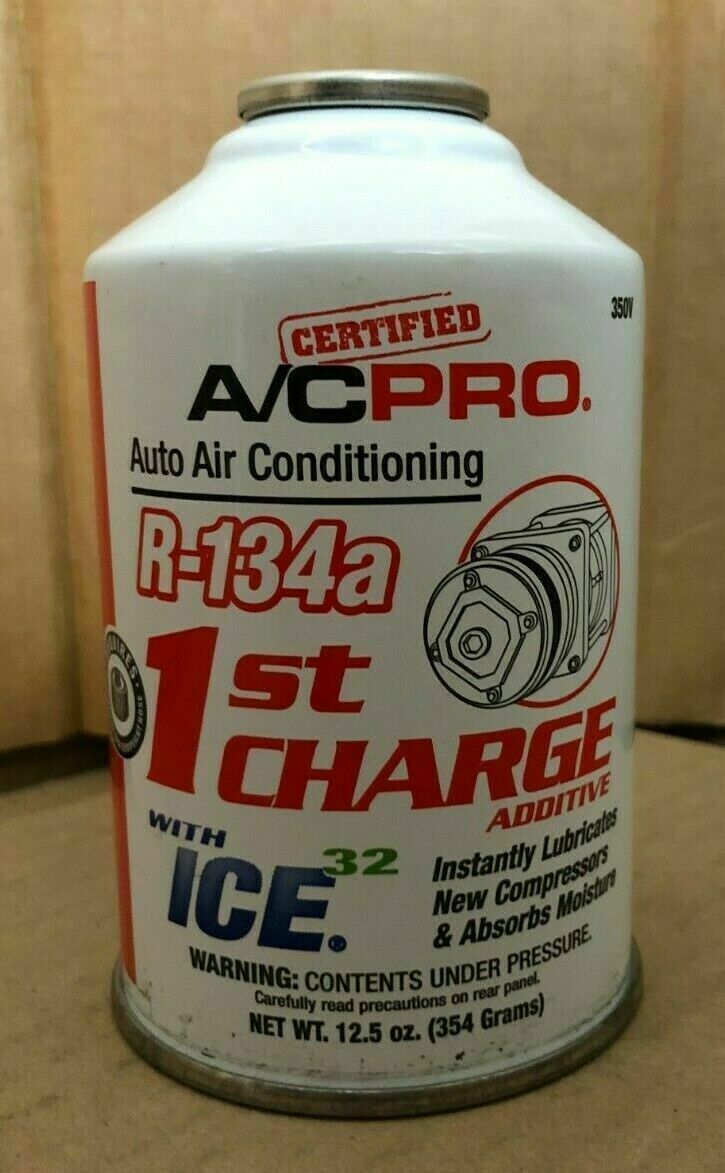 350V
CERTIFIED
A/CPRO.
Auto Air Conditioning
R-134a
1st
CHARGE
ADDITIVE
WITH
ICE 32®
Instantly Lubricates
New Compressors
& Absorbs Moisture
WARNING: CONTENTS UNDER PRESSURE.
Carefully read precautions on rear panel.
NET WT. 12.5 oz. (354 Grams)